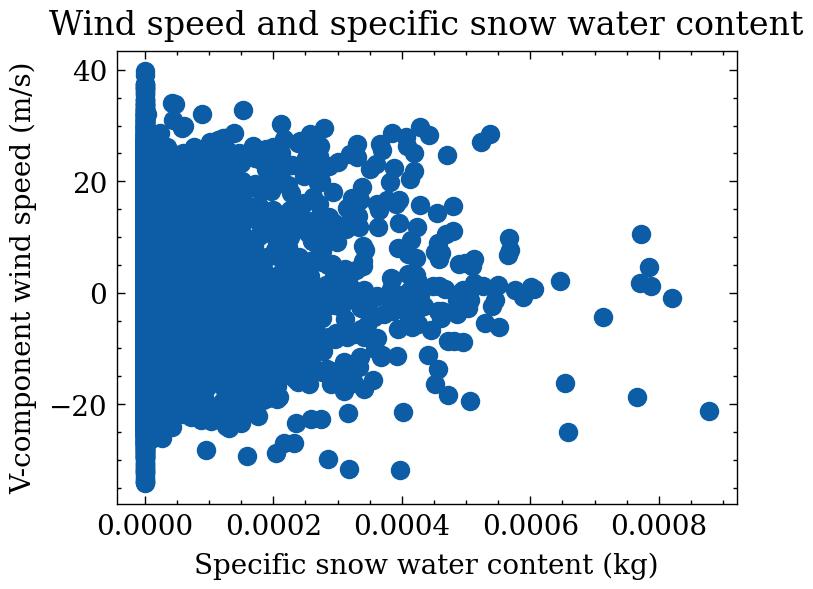 Wind speed and specific snow water content
V-component wind speed (m/s)
40
20
0
−20
0.0000 0.0002 0.0004 0.0006 0.0008
Specific snow water content (kg)